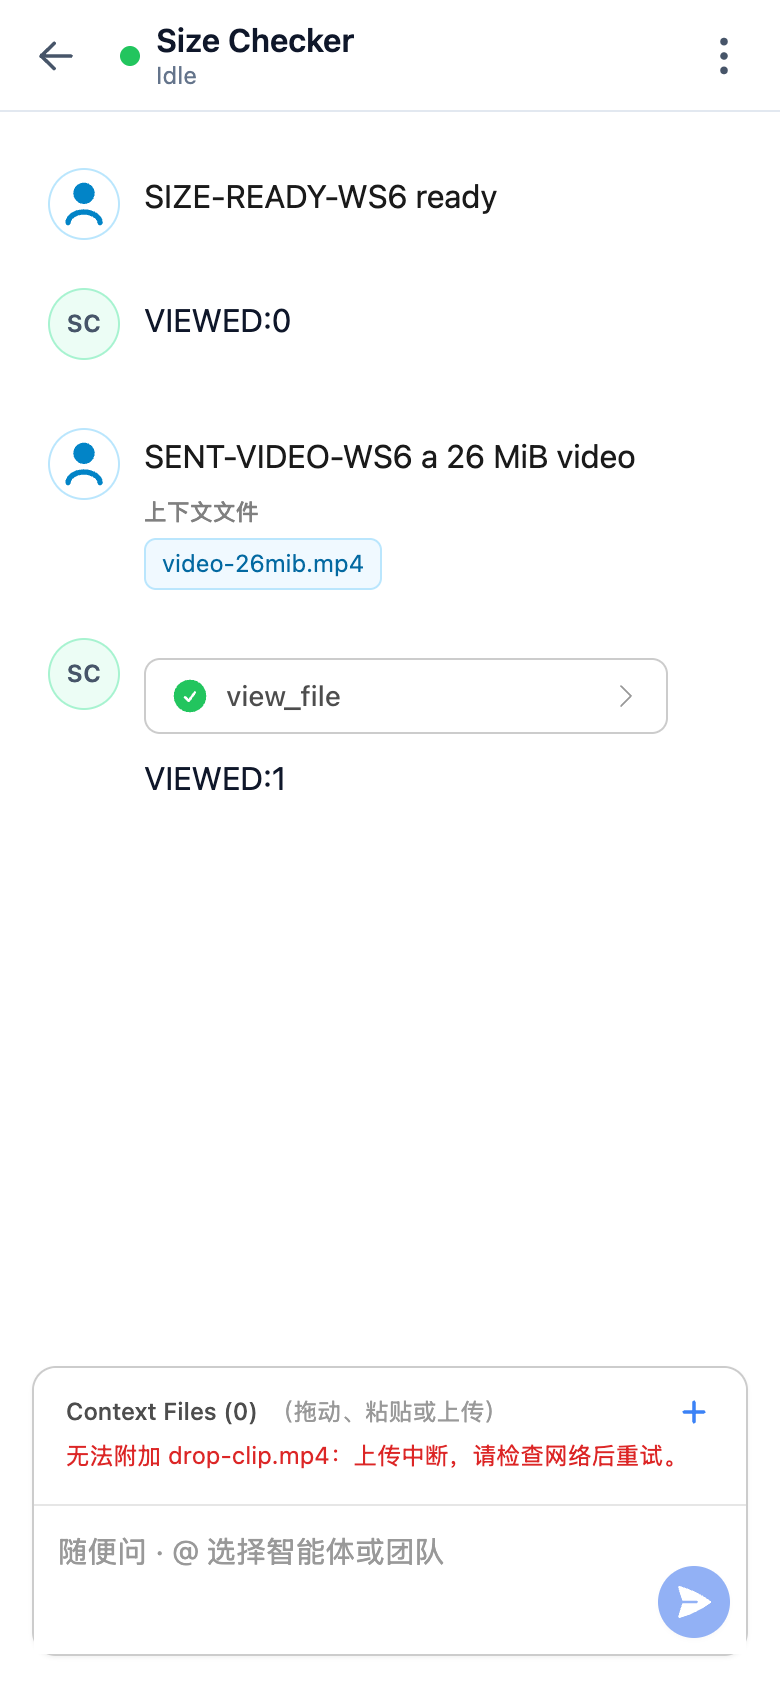 Size Checker
Idle
SIZE-READY-WS6 ready
SC
VIEWED:0
SENT-VIDEO-WS6 a 26 MiB video
上下文文件
video-26mib.mp4
SC
view_file
VIEWED:1
Context Files (0) （拖动、粘贴或上传）
无法附加 drop-clip.mp4：上传中断，请检查网络后重试。
随便问 · @ 选择智能体或团队